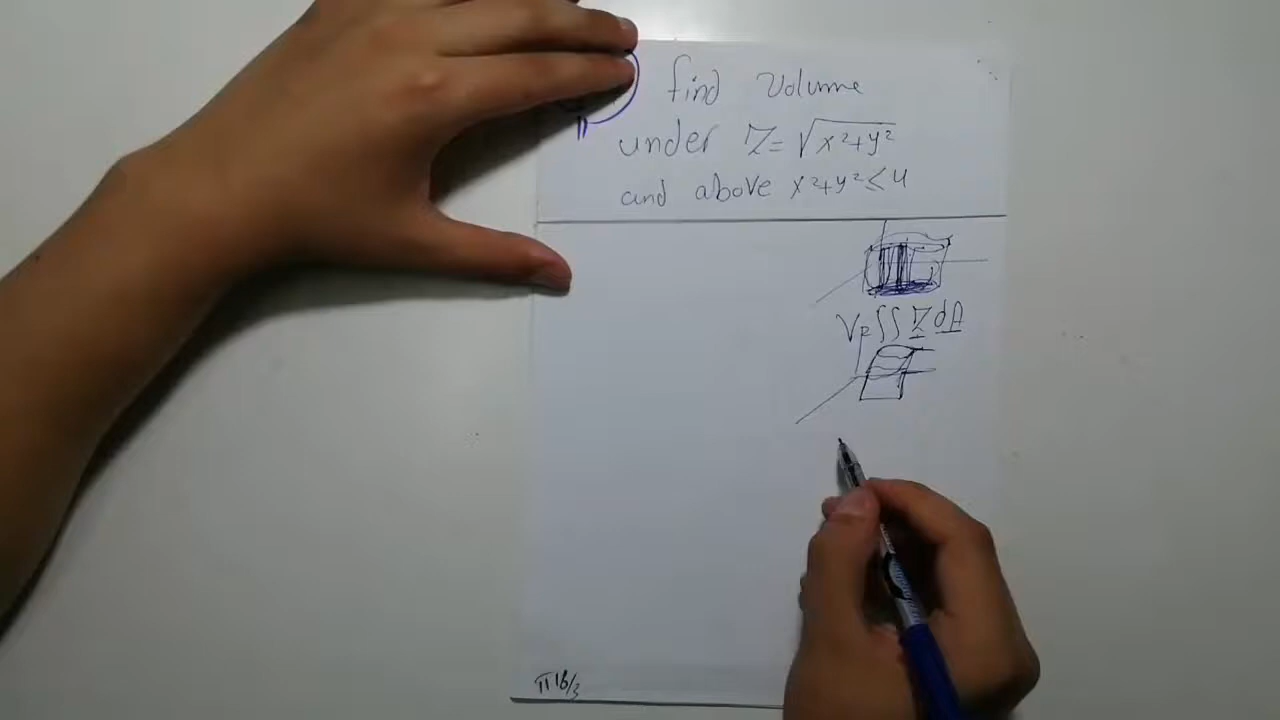 find Volume
under Z = √x²+y²
and above x²+y² ≤ 4
V = ∬ Z dA
π16/3